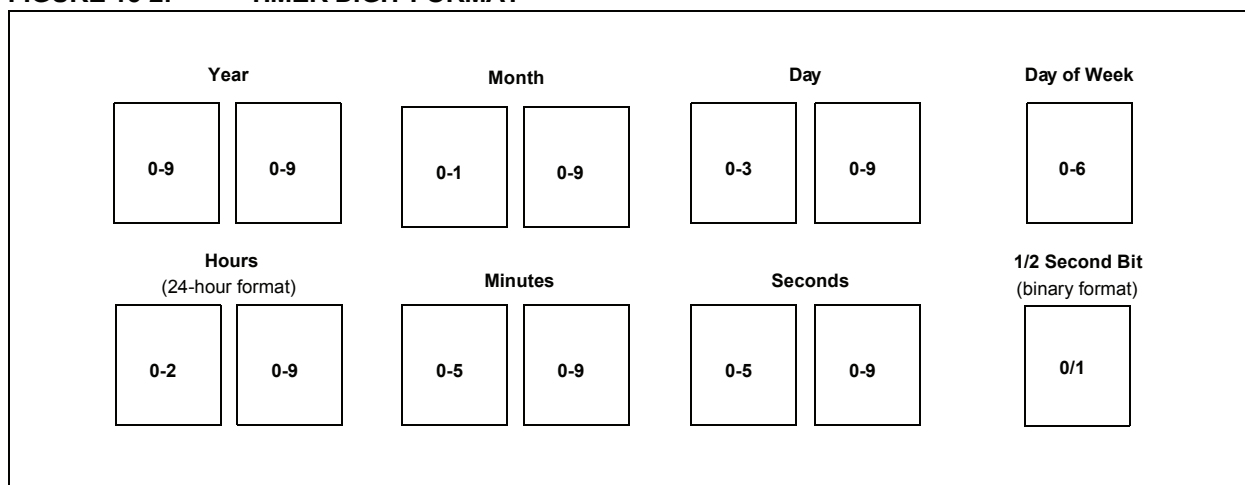 Year Month Day Day of Week
0-9 0-9 0-1 0-9 0-3 0-9 0-6
Hours Minutes Seconds 1/2 Second Bit
(24-hour format) (binary format)
0-2 0-9 0-5 0-9 0-5 0-9 0/1